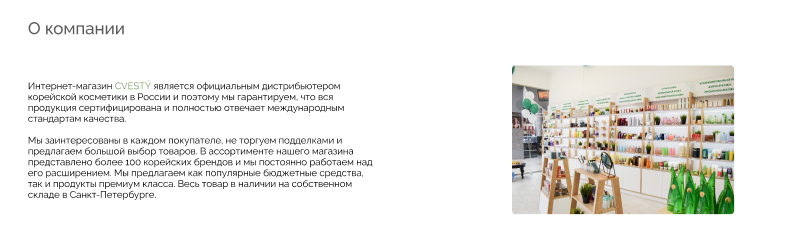 О компании
Интернет-магазин CVESTY является официальным дистрибьютером
корейской косметики в России и поэтому мы гарантируем, что вся
продукция сертифицирована и полностью отвечает международным
стандартам качества.
Мы заинтересованы в каждом покупателе, не торгуем подделками и
предлагаем большой выбор товаров. В ассортименте нашего магазина
представлено более 100 корейских брендов и мы постоянно работаем над
его расширением. Мы предлагаем как популярные бюджетные средства,
так и продукты премиум класса. Весь товар в наличии на собственном
складе в Санкт-Петербурге.